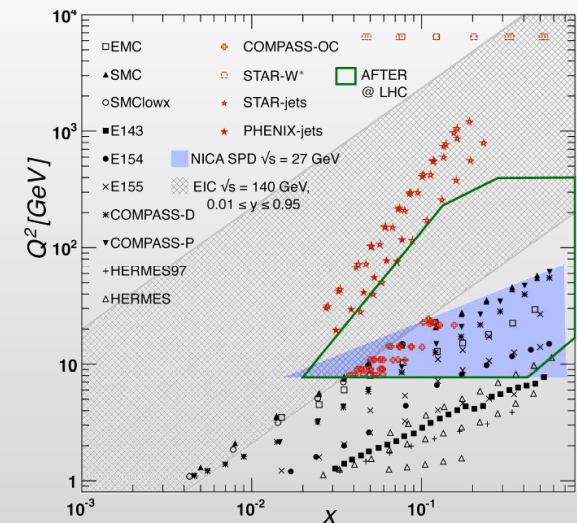 10⁴
10³
10²
10
1
Q² [GeV]
EMC
SMC
SMClowx
E143
E154
E155
COMPASS-D
COMPASS-P
HERMES97
HERMES
COMPASS-OC
STAR-W*
STAR-jets
PHENIX-jets
AFTER
@ LHC
NICA SPD √s = 27 GeV
EIC √s = 140 GeV,
0.01 ≤ y ≤ 0.95
10⁻³
10⁻²
10⁻¹
x